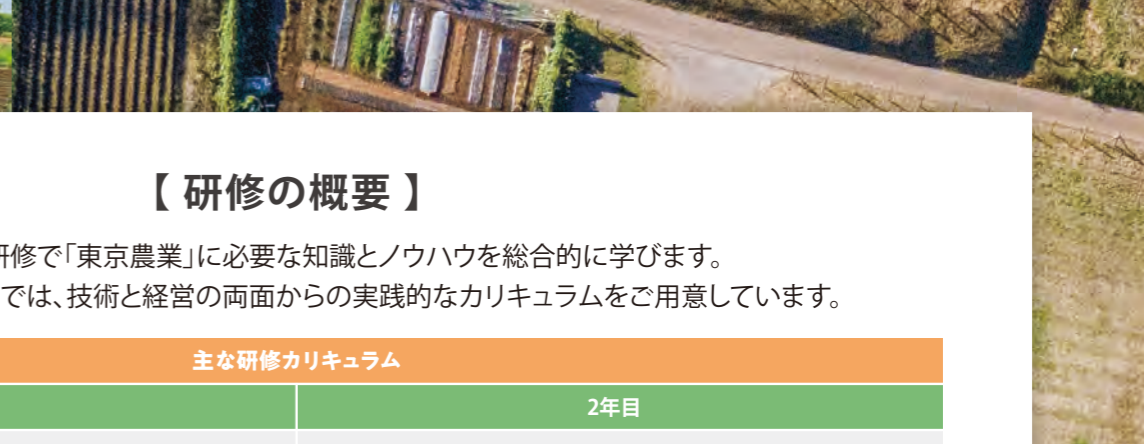 【 研修の概要 】
研修で「東京農業」に必要な知識とノウハウを総合的に学びます。
では、技術と経営の両面からの実践的なカリキュラムをご用意しています。
主な研修カリキュラム
2年目